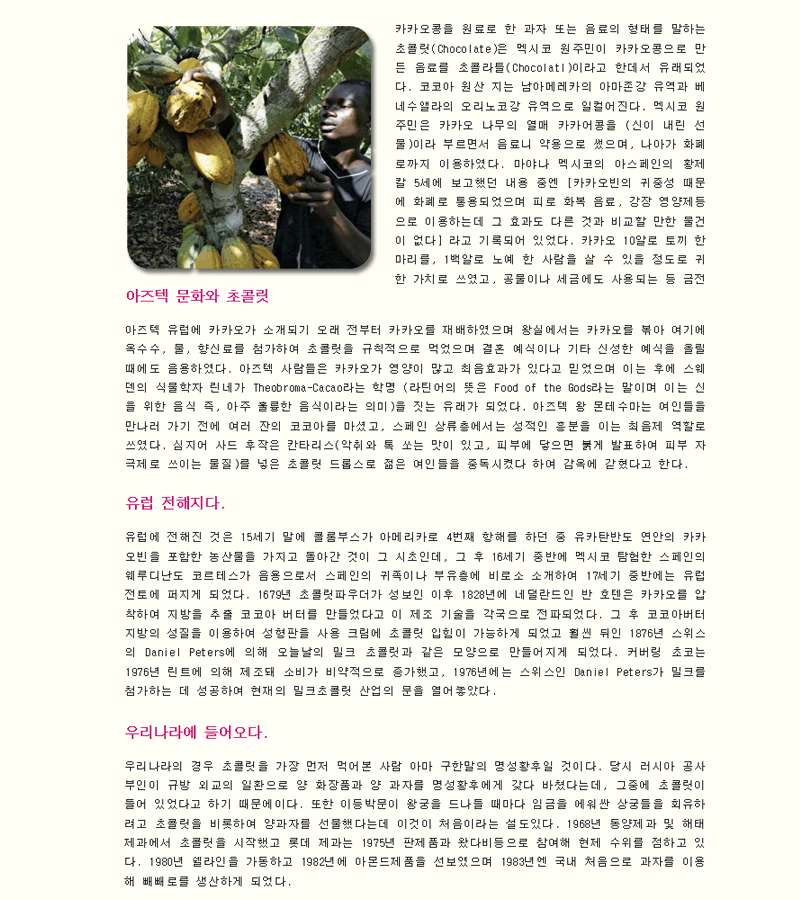 카카오콩을 원료로 한 과자 또는 음료의 형태를 말하는
초콜릿(Chocolate)은 멕시코 원주민이 카카오콩으로 만
든 음료를 초콜라틀(Chocolatl)이라고 한데서 유래되었
다. 코코아 원산 지는 남아메레카의 아마존강 유역과 베
네수앨라의 오리노코강 유역으로 일컬어진다. 멕시코 원
주민은 카카오 나무의 열매 카카어콩을 (신이 내린 선
물)이라 부르면서 음료니 약용으로 썼으며, 나아가 화폐
로까지 이용하였다. 마야나 멕시코의 아스페인의 황제
칼 5세에 보고했던 내용 중엔 [카카오빈의 귀중성 때문
에 화폐로 통용되었으며 피로 화복 음료, 강장 영양제등
으로 이용하는데 그 효과도 다른 것과 비교할 만한 물건
이 없다] 라고 기록되어 있었다. 카카오 10알로 토끼 한
마리를, 1백알로 노예 한 사람을 살 수 있을 정도로 귀
한 가치로 쓰였고, 공물이나 세금에도 사용되는 등 금전
아즈텍 문화와 초콜릿
아즈텍 유럽에 카카오가 소개되기 오래 전부터 카카오를 재배하였으며 왕실에서는 카카오를 볶아 여기에
옥수수, 물, 향신료를 첨가하여 초콜릿을 규칙적으로 먹었으며 결혼 예식이나 기타 신성한 예식을 올릴
때에도 음용하였다. 아즈텍 사람들은 카카오가 영양이 많고 최음효과가 있다고 믿었으며 이는 후에 스웨
덴의 식물학자 린네가 Theobroma-Cacao라는 학명 (라틴어의 뜻은 Food of the Gods라는 말이며 이는 신
을 위한 음식 즉, 아주 훌륭한 음식이라는 의미)을 짓는 유래가 되었다. 아즈텍 왕 몬테수마는 여인들을
만나러 가기 전에 여러 잔의 코코아를 마셨고, 스페인 상류층에서는 성적인 흥분을 이는 최음제 역할로
쓰였다. 심지어 사드 후작은 칸타리스(악취와 톡 쏘는 맛이 있고, 피부에 닿으면 붉게 발표하여 피부 자
극제로 쓰이는 물질)를 넣은 초콜릿 드롭스로 젊은 여인들을 중독시켰다 하여 감옥에 갇혔다고 한다.
유럽 전해지다.
유럽에 전해진 것은 15세기 말에 콜롬부스가 아메리카로 4번째 항해를 하던 중 유카탄반도 연안의 카카
오빈을 포함한 농산물을 가지고 돌아간 것이 그 시초인데, 그 후 16세기 중반에 멕시코 탐험한 스페인의
웨루디난도 코르테스가 음용으로서 스페인의 귀족이나 부유층에 비로소 소개하여 17세기 중반에는 유럽
전토에 퍼지게 되었다. 1679년 초콜릿파우더가 성보인 이후 1828년에 네덜란드인 반 호텐은 카카오를 압
착하여 지방을 추출 코코아 버터를 만들었다고 이 제조 기술을 각국으로 전파되었다. 그 후 코코아버터
지방의 성질을 이용하여 성형판을 사용 크림에 초콜릿 입힘이 가능하게 되었고 훨씬 뒤인 1876년 스위스
의 Daniel Peters에 의해 오늘날의 밀크 초콜릿과 같은 모양으로 만들어지게 되었다. 커버링 초코는
1976년 린트에 의해 제조돼 소비가 비약적으로 증가했고, 1976년에는 스위스인 Daniel Peters가 밀크를
첨가하는 데 성공하여 현재의 밀크초콜릿 산업의 문을 열어놓았다.
우리나라에 들어오다.
우리나라의 경우 초콜릿을 가장 먼저 먹어본 사람 아마 구한말의 명성황후일 것이다. 당시 러시아 공사
부인이 규방 외교의 일환으로 양 화장품과 양 과자를 명성황후에게 갖다 바쳤다는데, 그중에 초콜릿이
들어 있었다고 하기 때문에이다. 또한 이등박문이 왕궁을 드나들 때마다 임금을 에워싼 상궁들을 회유하
려고 초콜릿을 비롯하여 양과자를 선물했다는데 이것이 처음이라는 설도있다. 1968년 동양제과 및 해태
제과에서 초콜릿을 시작했고 롯데 제과는 1975년 판제품과 왔다비등으로 참여해 현제 수위를 점하고 있
다. 1980년 쉘라인을 가동하고 1982년에 아몬드제품을 선보였으며 1983년엔 국내 처음으로 과자를 이용
해 빼빼로를 생산하게 되었다.